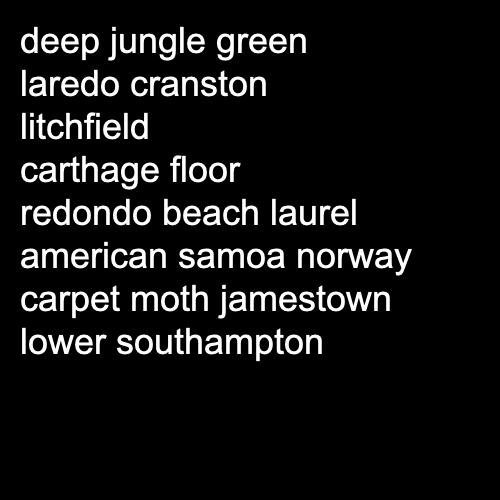 deep jungle green
laredo cranston
litchfield
carthage floor
redondo beach laurel
american samoa norway
carpet moth jamestown
lower southampton